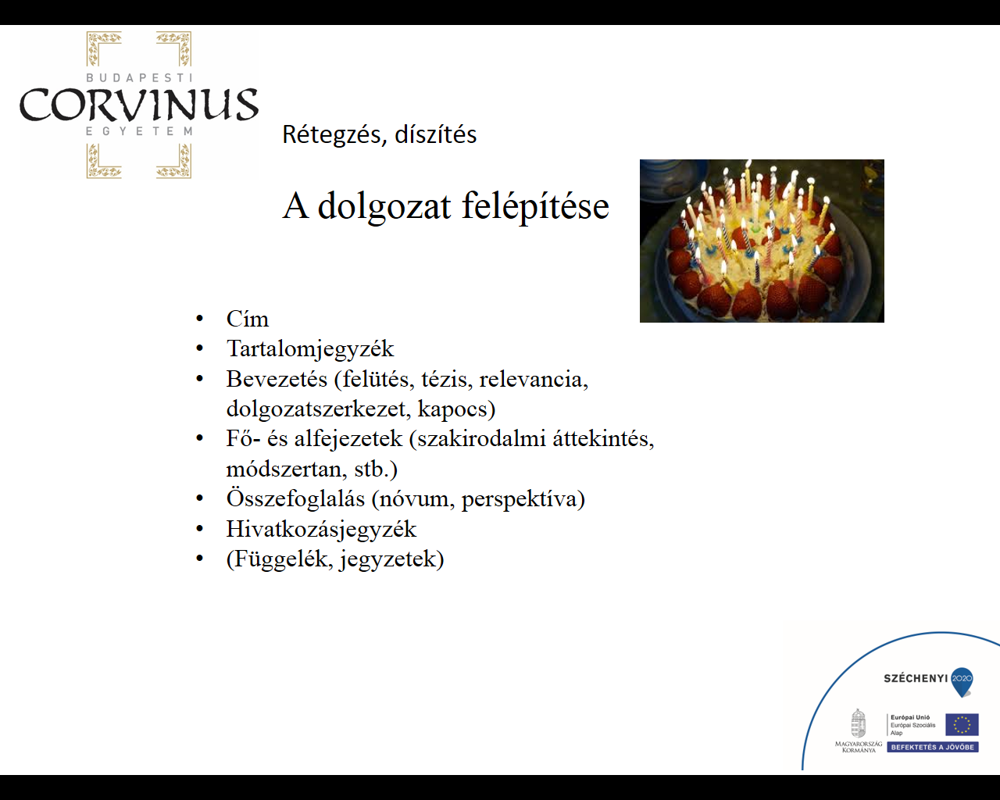 BUDAPESTI
CORVINUS
EGYETEM
Rétegzés, díszítés
A dolgozat felépítése
• Cím
• Tartalomjegyzék
• Bevezetés (felütés, tézis, relevancia,
dolgozatszerkezet, kapocs)
• Fő- és alfejezetek (szakirodalmi áttekintés,
módszertan, stb.)
• Összefoglalás (nóvum, perspektíva)
• Hivatkozásjegyzék
• (Függelék, jegyzetek)
SZÉCHENYI 2020
Európai Unió
Európai Szociális
Alap
MAGYARORSZÁG
KORMÁNYA
BEFEKTETÉS A JÖVŐBE